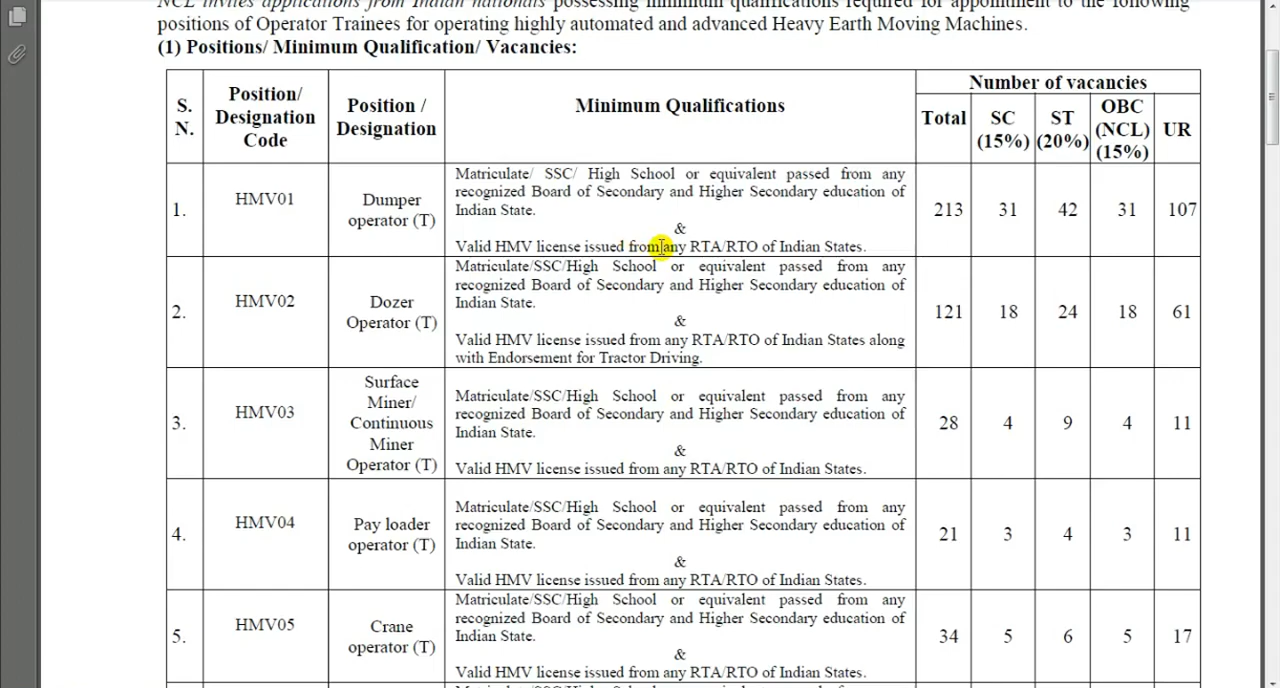 NCL invites applications from Indian nationals possessing minimum qualifications required for appointment to the following
positions of Operator Trainees for operating highly automated and advanced Heavy Earth Moving Machines.
(1) Positions/ Minimum Qualification/ Vacancies:
S. N.
Position/ Designation Code
Position / Designation
Minimum Qualifications
Number of vacancies
Total
SC (15%)
ST (20%)
OBC (NCL) (15%)
UR
1.
HMV01
Dumper
operator (T)
Matriculate/ SSC/ High School or equivalent passed from any
recognized Board of Secondary and Higher Secondary education of
Indian State.
&
Valid HMV license issued from any RTA/RTO of Indian States.
213 31 42 31 107
2.
HMV02
Dozer
Operator (T)
Matriculate/SSC/High School or equivalent passed from any
recognized Board of Secondary and Higher Secondary education of
Indian State.
&
Valid HMV license issued from any RTA/RTO of Indian States along
with Endorsement for Tractor Driving.
121 18 24 18 61
3.
HMV03
Surface
Miner/
Continuous
Miner
Operator (T)
Matriculate/SSC/High School or equivalent passed from any
recognized Board of Secondary and Higher Secondary education of
Indian State.
&
Valid HMV license issued from any RTA/RTO of Indian States.
28 4 9 4 11
4.
HMV04
Pay loader
operator (T)
Matriculate/SSC/High School or equivalent passed from any
recognized Board of Secondary and Higher Secondary education of
Indian State.
&
Valid HMV license issued from any RTA/RTO of Indian States.
21 3 4 3 11
5.
HMV05
Crane
operator (T)
Matriculate/SSC/High School or equivalent passed from any
recognized Board of Secondary and Higher Secondary education of
Indian State.
&
Valid HMV license issued from any RTA/RTO of Indian States.
34 5 6 5 17